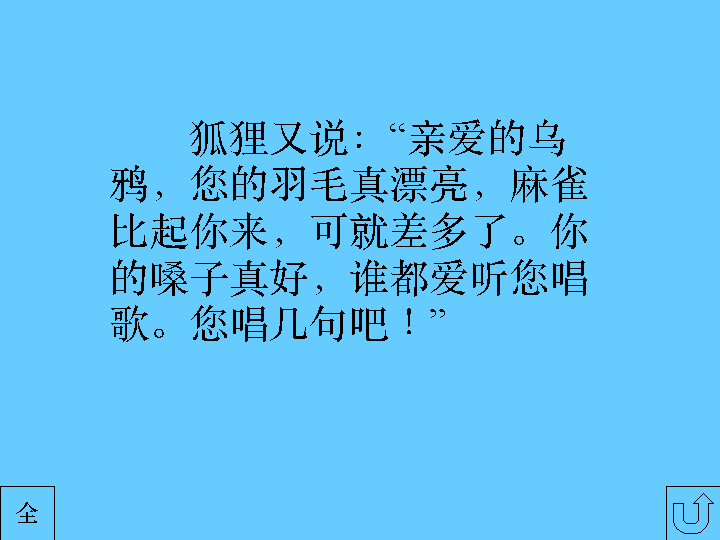 狐狸又说：“亲爱的乌
鸦，您的羽毛真漂亮，麻雀
比起你来，可就差多了。你
的嗓子真好，谁都爱听您唱
歌。您唱几句吧！”
全